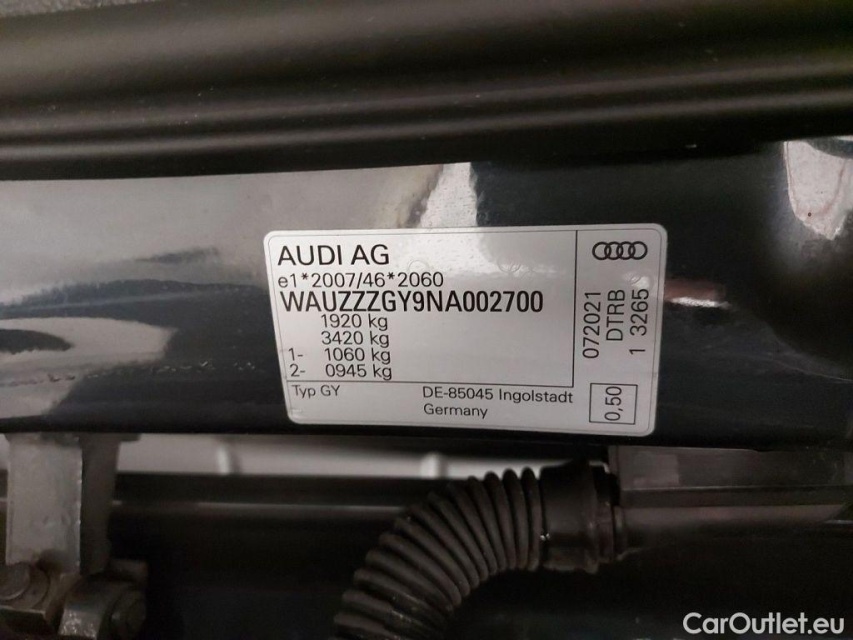 AUDI AG
e1*2007/46*2060
WAUZZZGY9NA002700
1920 kg
3420 kg
1- 1060 kg
2- 0945 kg
Typ GY
DE-85045 Ingolstadt
Germany
072021
DTRB
1 3265
0,50
CarOutlet.eu